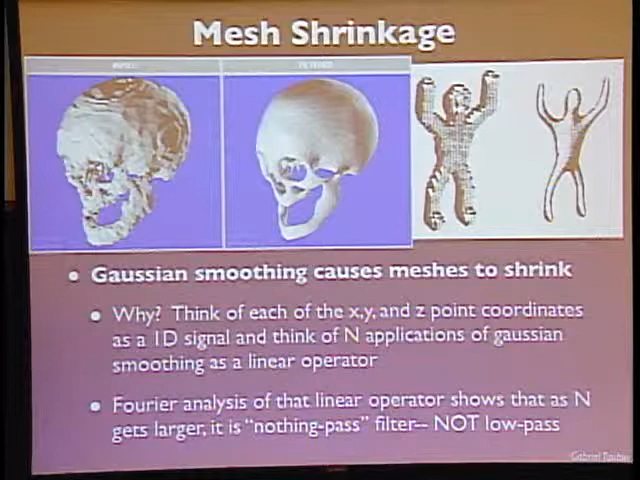 Mesh Shrinkage
• Gaussian smoothing causes meshes to shrink
• Why? Think of each of the x,y, and z point coordinates
as a 1D signal and think of N applications of gaussian
smoothing as a linear operator
• Fourier analysis of that linear operator shows that as N
gets larger, it is "nothing-pass" filter-- NOT low-pass
Gabriel Taubin